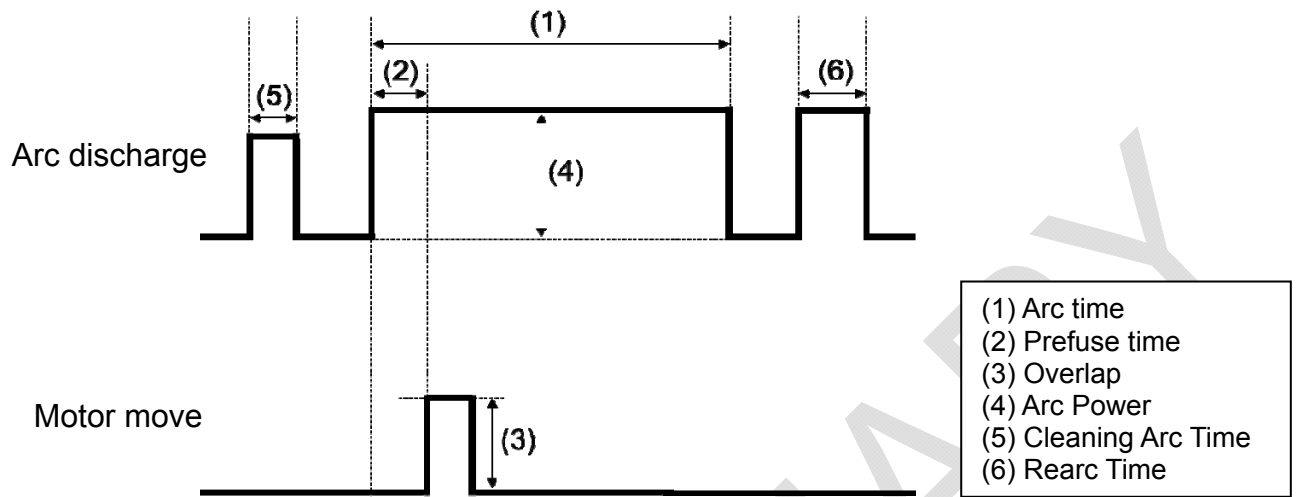 (1)
(2)
(5)
(6)
Arc discharge
(4)
Motor move
(3)
(1) Arc time
(2) Prefuse time
(3) Overlap
(4) Arc Power
(5) Cleaning Arc Time
(6) Rearc Time